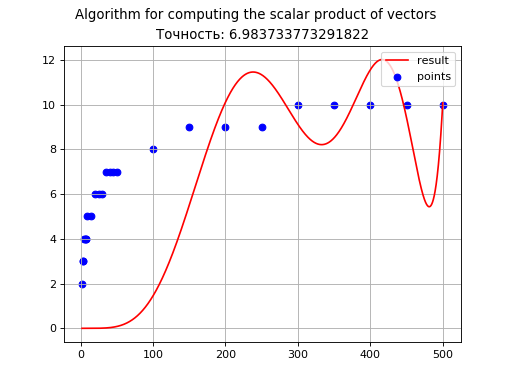 Algorithm for computing the scalar product of vectors
Точность: 6.983733773291822
result
points
12
10
8
6
4
2
0
0 100 200 300 400 500